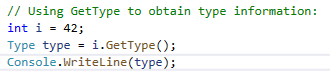 // Using GetType to obtain type information:
int i = 42;
Type type = i.GetType();
Console.WriteLine(type);